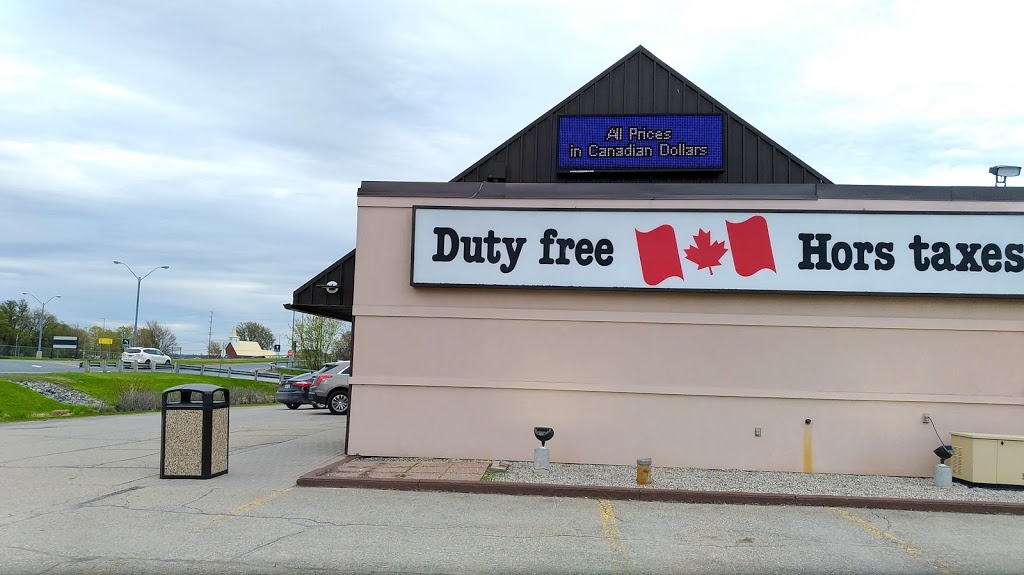 All Prices
in Canadian Dollars
Duty free Hors taxes